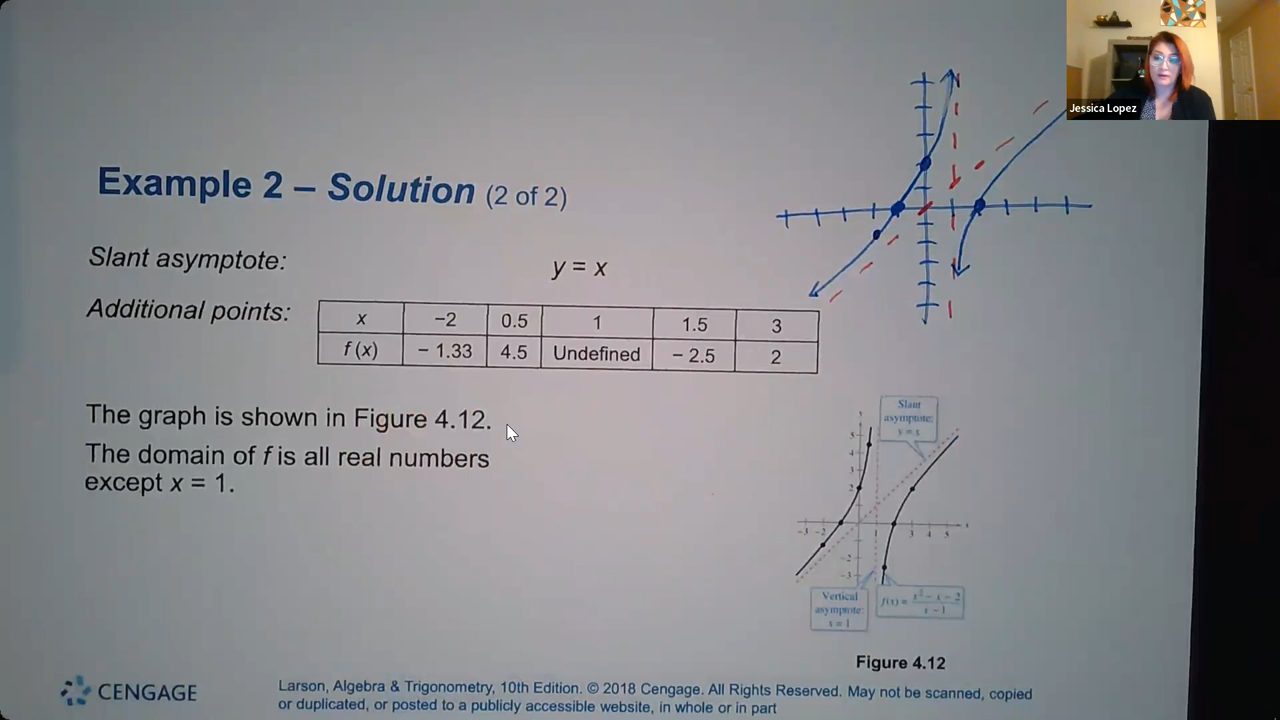 Jessica Lopez
Example 2 – Solution (2 of 2)
Slant asymptote: y = x
Additional points:
x −2 0.5 1 1.5 3
f (x) − 1.33 4.5 Undefined − 2.5 2
The graph is shown in Figure 4.12.
The domain of f is all real numbers
except x = 1.
Slant
asymptote:
y = x
Vertical
asymptote:
x = 1
f(x) = x² − x − 2
x − 1
Figure 4.12
CENGAGE
Larson, Algebra & Trigonometry, 10th Edition. © 2018 Cengage. All Rights Reserved. May not be scanned, copied
or duplicated, or posted to a publicly accessible website, in whole or in part